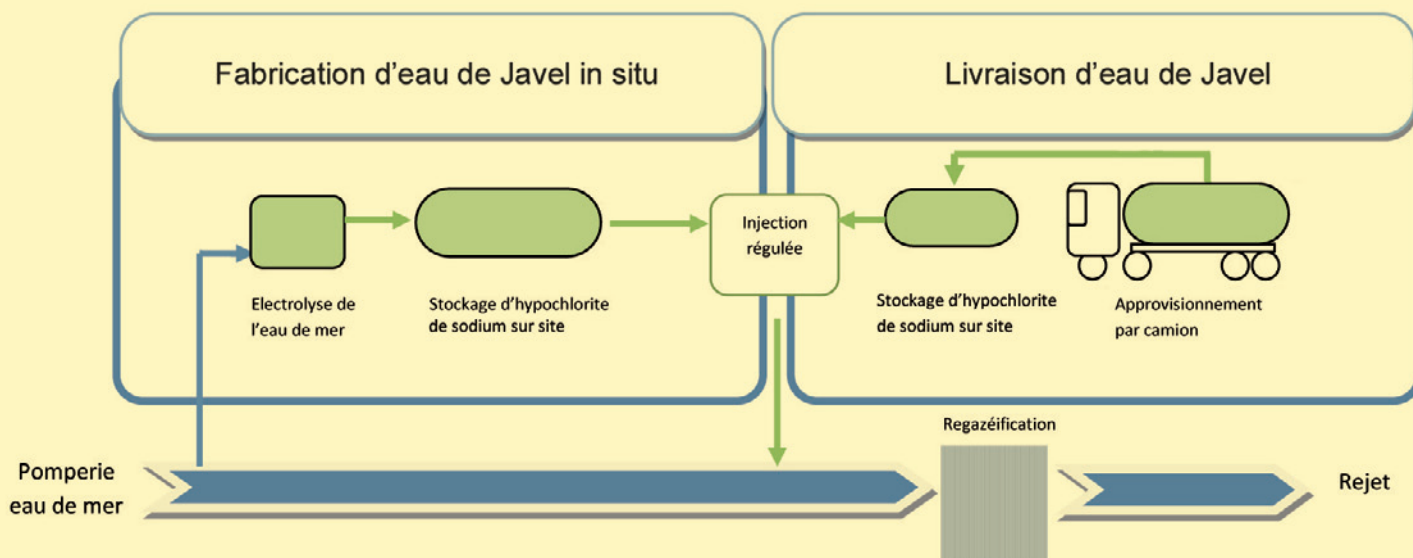 Fabrication d'eau de Javel in situ
Livraison d'eau de Javel
Injection
régulée
Electrolyse de
l'eau de mer
Stockage d'hypochlorite
de sodium sur site
Stockage d'hypochlorite
de sodium sur site
Approvisionnement
par camion
Regazéification
Pomperie
eau de mer
Rejet